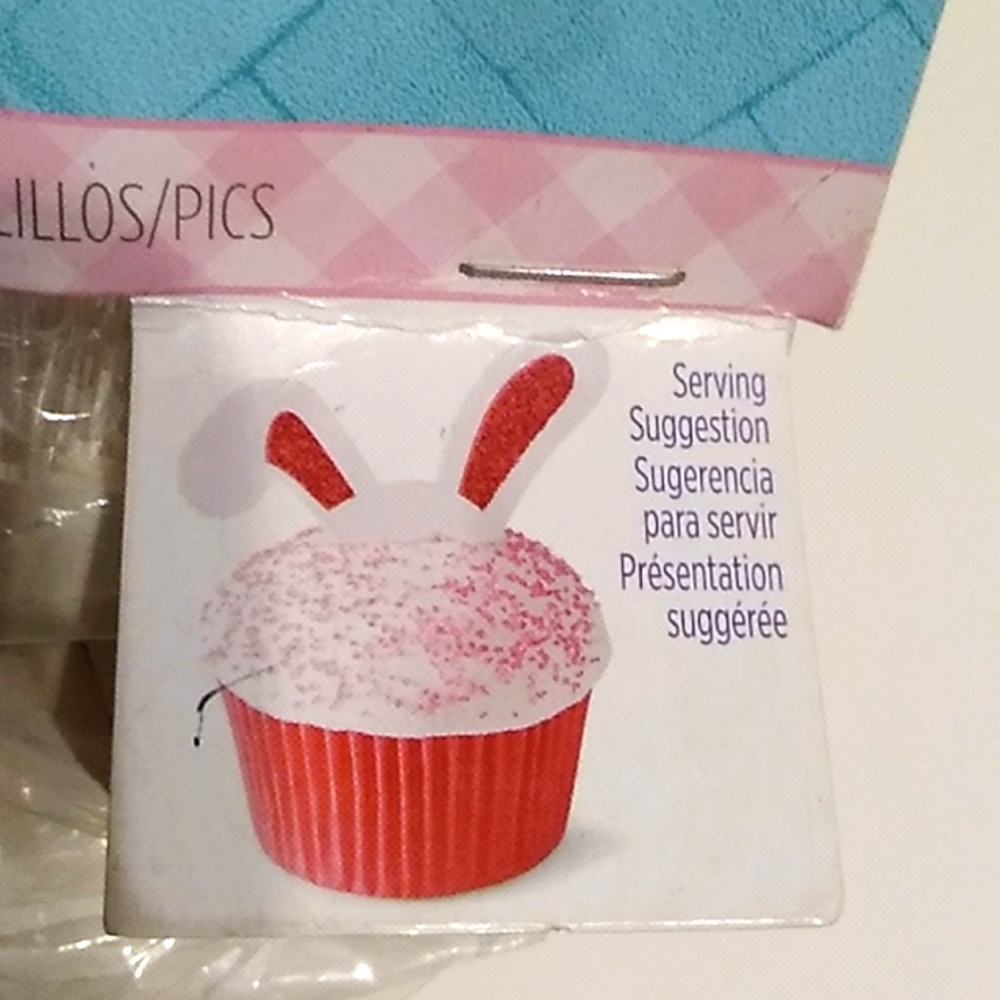 LILLOS/PICS
Serving
Suggestion
Sugerencia
para servir
Présentation
suggérée